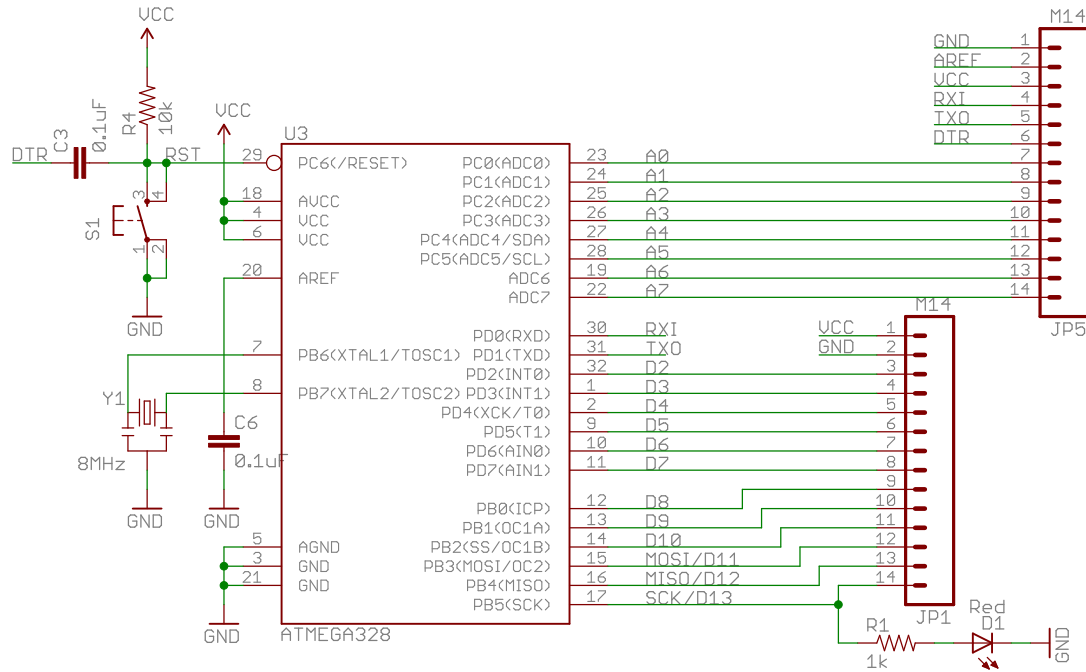 VCC
M14
GND 1
AREF 2
VCC 3
RXI 4
TXO 5
DTR 6
7
8
9
10
11
12
13
14
JP5
R4
10k
C3
0.1uF
DTR
RST
S1
3
4
1
2
GND
VCC
U3
29 PC6(/RESET)
18 AVCC
4 VCC
6 VCC
20 AREF
7 PB6(XTAL1/TOSC1)
8 PB7(XTAL2/TOSC2)
5 AGND
3 GND
21 GND
PC0(ADC0) 23 A0
PC1(ADC1) 24 A1
PC2(ADC2) 25 A2
PC3(ADC3) 26 A3
PC4(ADC4/SDA) 27 A4
PC5(ADC5/SCL) 28 A5
ADC6 19 A6
ADC7 22 A7
PD0(RXD) 30 RXI
PD1(TXD) 31 TXO
PD2(INT0) 32 D2
PD3(INT1) 1 D3
PD4(XCK/T0) 2 D4
PD5(T1) 9 D5
PD6(AIN0) 10 D6
PD7(AIN1) 11 D7
PB0(ICP) 12 D8
PB1(OC1A) 13 D9
PB2(SS/OC1B) 14 D10
PB3(MOSI/OC2) 15 MOSI/D11
PB4(MISO) 16 MISO/D12
PB5(SCK) 17 SCK/D13
ATMEGA328
Y1
8MHz
GND
C6
0.1uF
GND
GND
M14
VCC 1
GND 2
3
4
5
6
7
8
9
10
11
12
13
14
JP1
R1
1k
Red
D1
GND